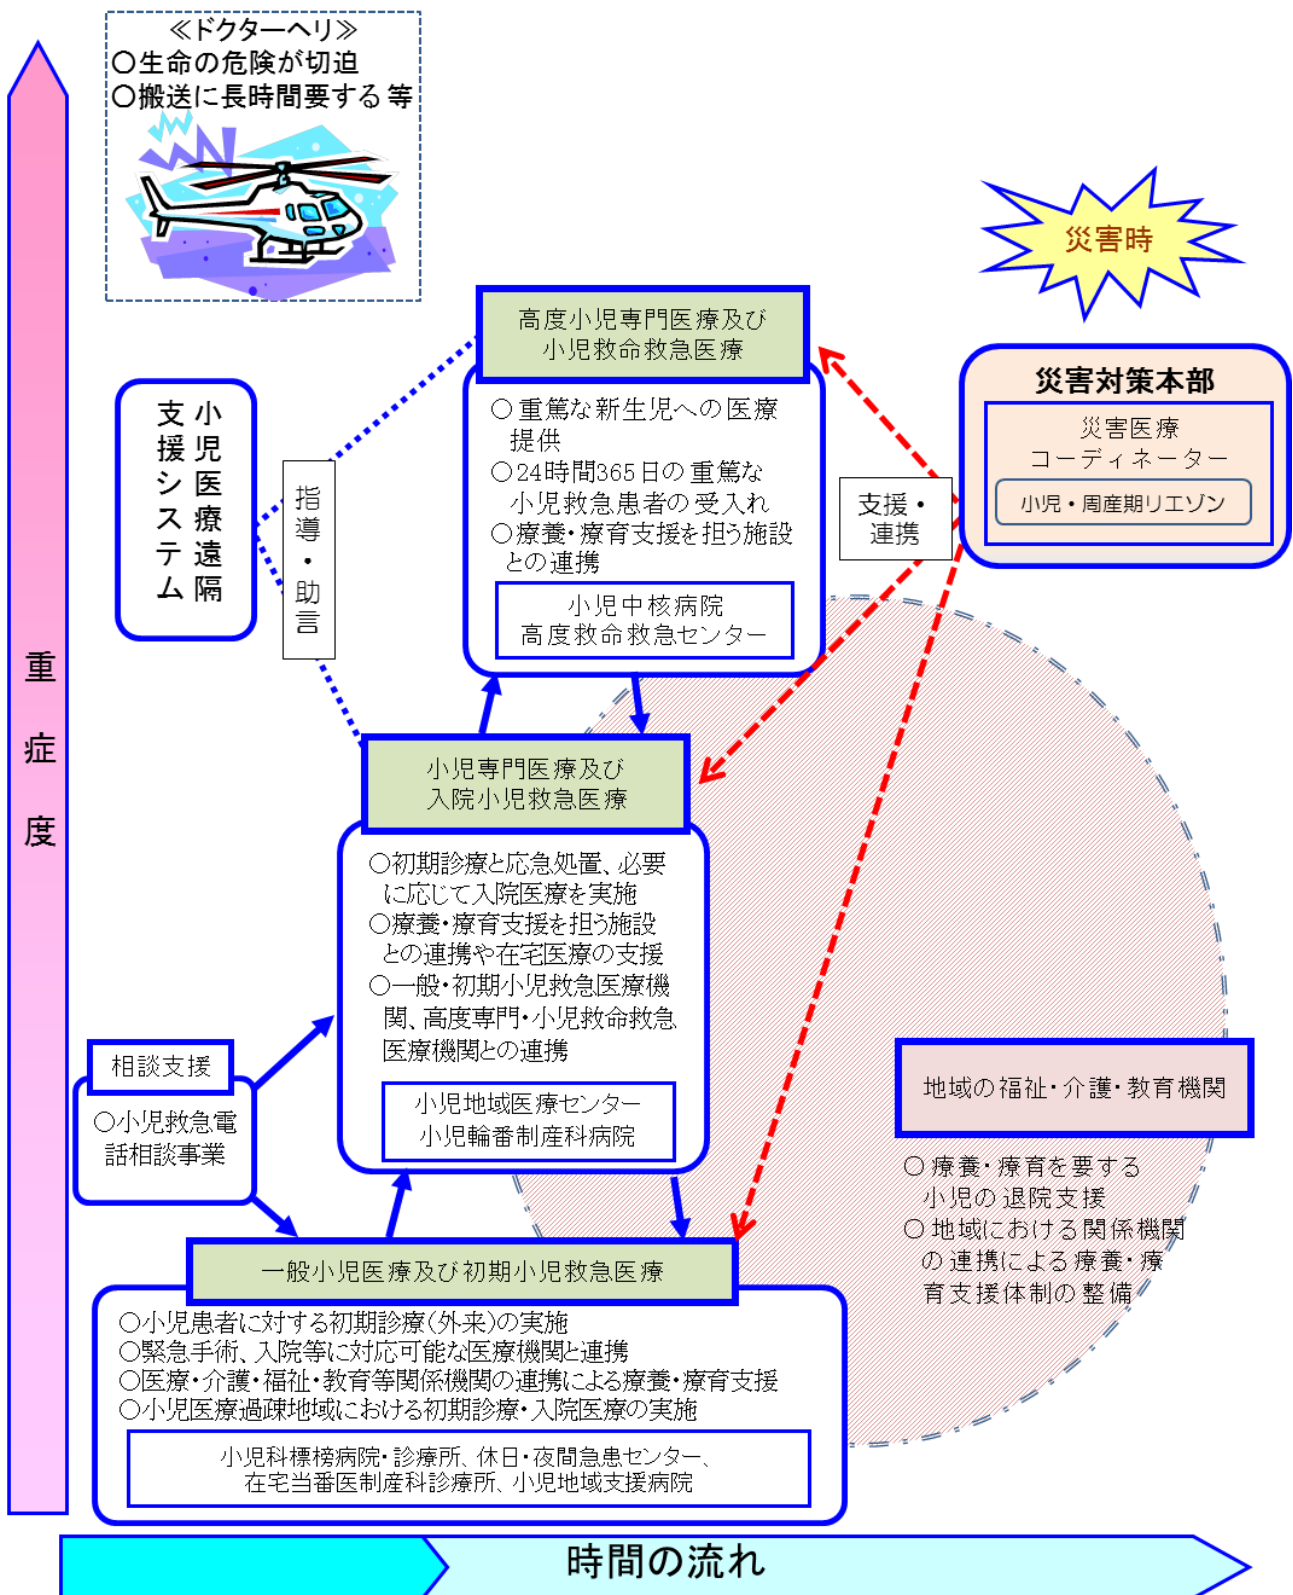 ≪ドクターヘリ≫
○生命の危険が切迫
○搬送に長時間要する等
災害時
高度小児専門医療及び
小児救命救急医療
○重篤な新生児への医療
提供
○24時間365日の重篤な
小児救急患者の受入れ
○療養・療育支援を担う施設
との連携
小児中核病院
高度救命救急センター
災害対策本部
災害医療
コーディネーター
小児・周産期リエゾン
支援・
連携
小児医療遠隔
支援システム
指導・助言
重症度
小児専門医療及び
入院小児救急医療
○初期診療と応急処置、必要
に応じて入院医療を実施
○療養・療育支援を担う施設
との連携や在宅医療の支援
○一般・初期小児救急医療機
関、高度専門・小児救命救急
医療機関との連携
小児地域医療センター
小児輪番制産科病院
相談支援
○小児救急電
話相談事業
地域の福祉・介護・教育機関
○療養・療育を要する
小児の退院支援
○地域における関係機関
の連携による療養・療
育支援体制の整備
一般小児医療及び初期小児救急医療
○小児患者に対する初期診療(外来)の実施
○緊急手術、入院等に対応可能な医療機関と連携
○医療・介護・福祉・教育等関係機関の連携による療養・療育支援
○小児医療過疎地域における初期診療・入院医療の実施
小児科標榜病院・診療所、休日・夜間急患センター、
在宅当番医制産科診療所、小児地域支援病院
時間の流れ